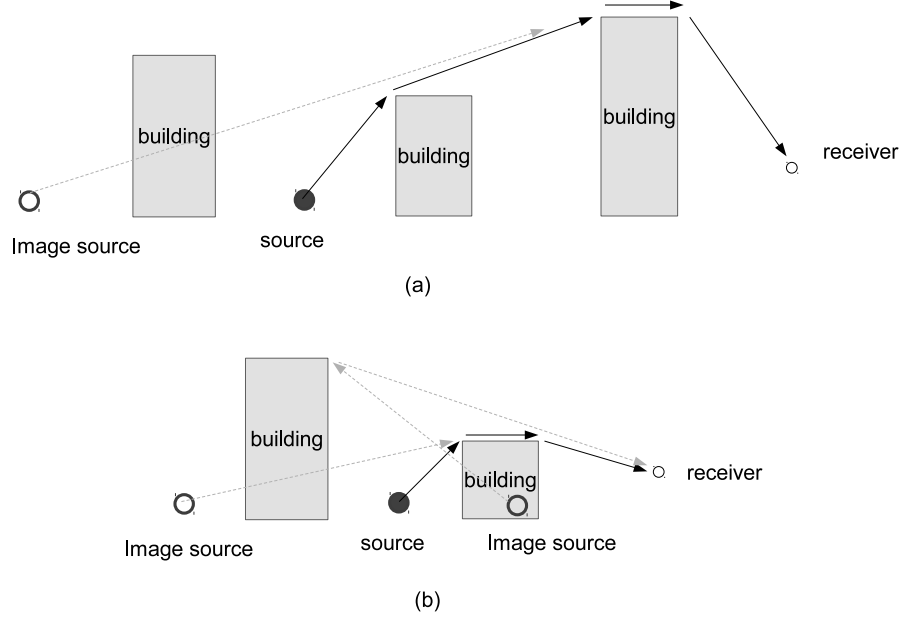 building
building
building
receiver
Image source
source
(a)
building
building
receiver
Image source
source
Image source
(b)